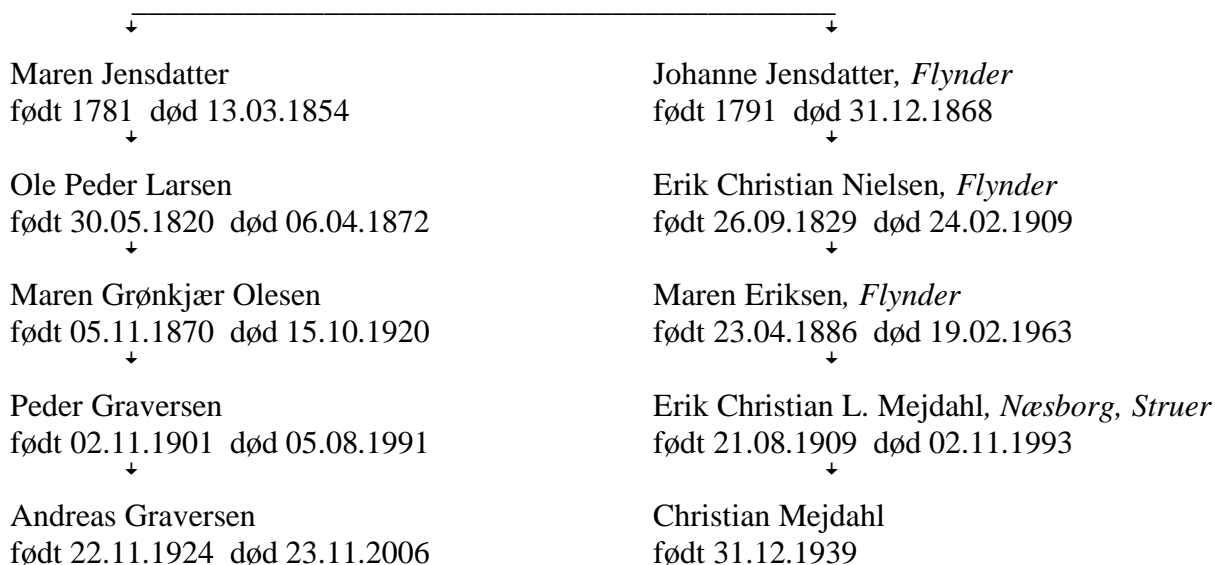 Maren Jensdatter
født 1781 død 13.03.1854
Ole Peder Larsen
født 30.05.1820 død 06.04.1872
Maren Grønkjær Olesen
født 05.11.1870 død 15.10.1920
Peder Graversen
født 02.11.1901 død 05.08.1991
Andreas Graversen
født 22.11.1924 død 23.11.2006
Johanne Jensdatter, Flynder
født 1791 død 31.12.1868
Erik Christian Nielsen, Flynder
født 26.09.1829 død 24.02.1909
Maren Eriksen, Flynder
født 23.04.1886 død 19.02.1963
Erik Christian L. Mejdahl, Næsborg, Struer
født 21.08.1909 død 02.11.1993
Christian Mejdahl
født 31.12.1939